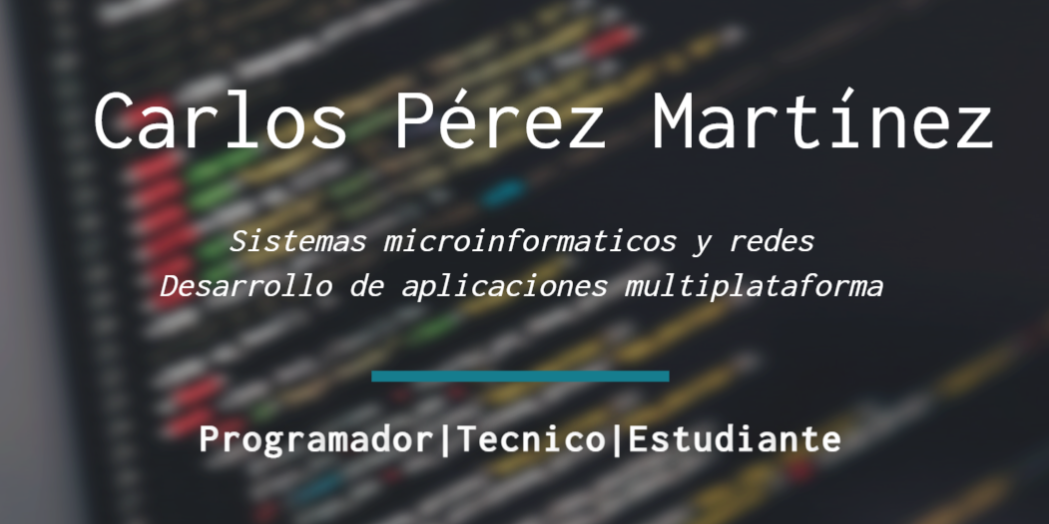 Carlos Pérez Martínez
Sistemas microinformaticos y redes
Desarrollo de aplicaciones multiplataforma
Programador|Tecnico|Estudiante